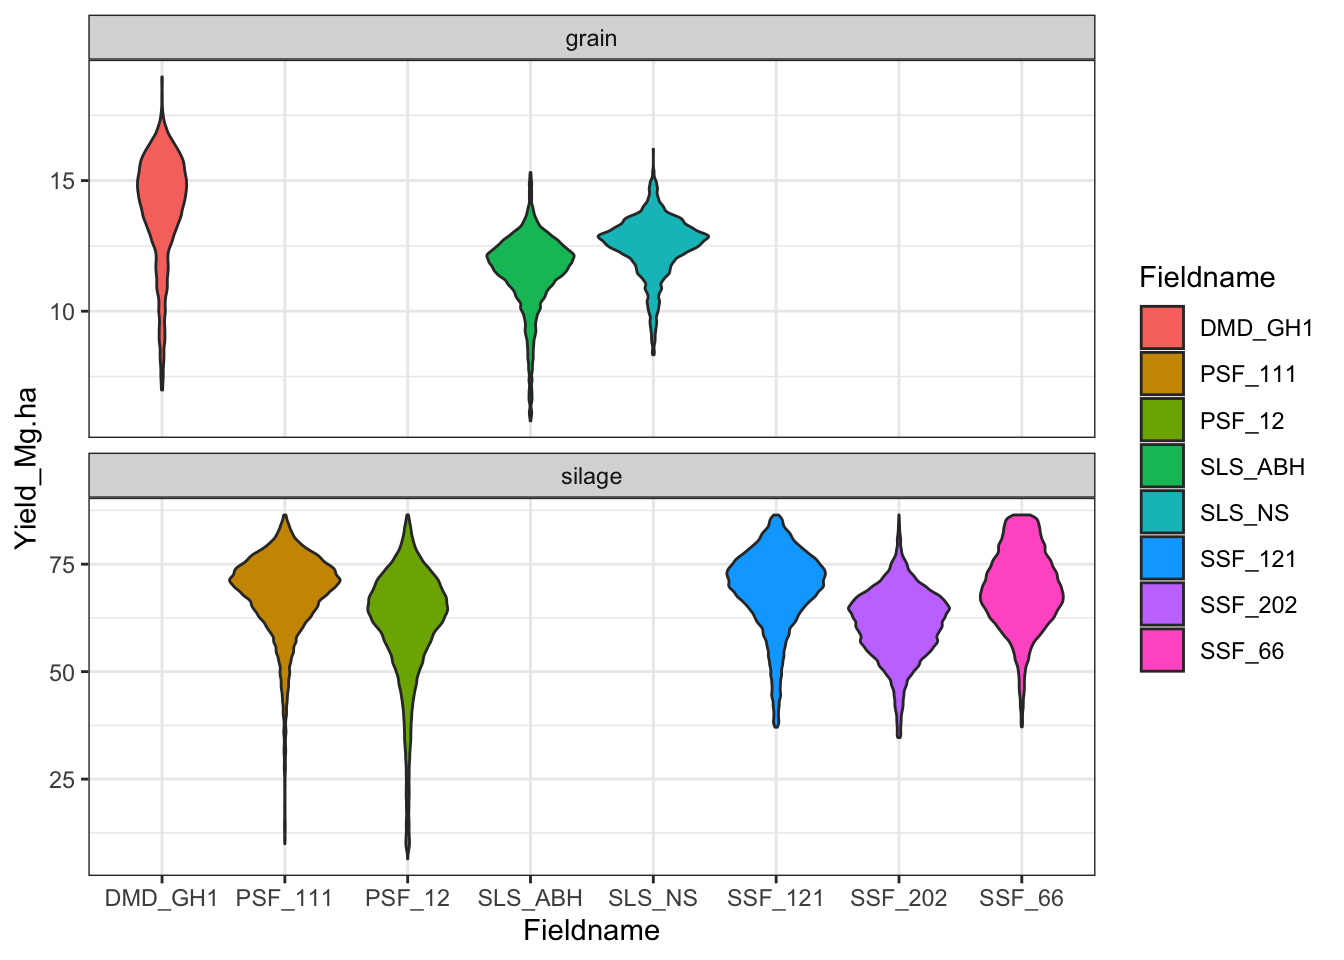 grain
15
10
silage
75
50
25
Yield_Mg.ha
DMD_GH1 PSF_111 PSF_12 SLS_ABH SLS_NS SSF_121 SSF_202 SSF_66
Fieldname
Fieldname
DMD_GH1
PSF_111
PSF_12
SLS_ABH
SLS_NS
SSF_121
SSF_202
SSF_66